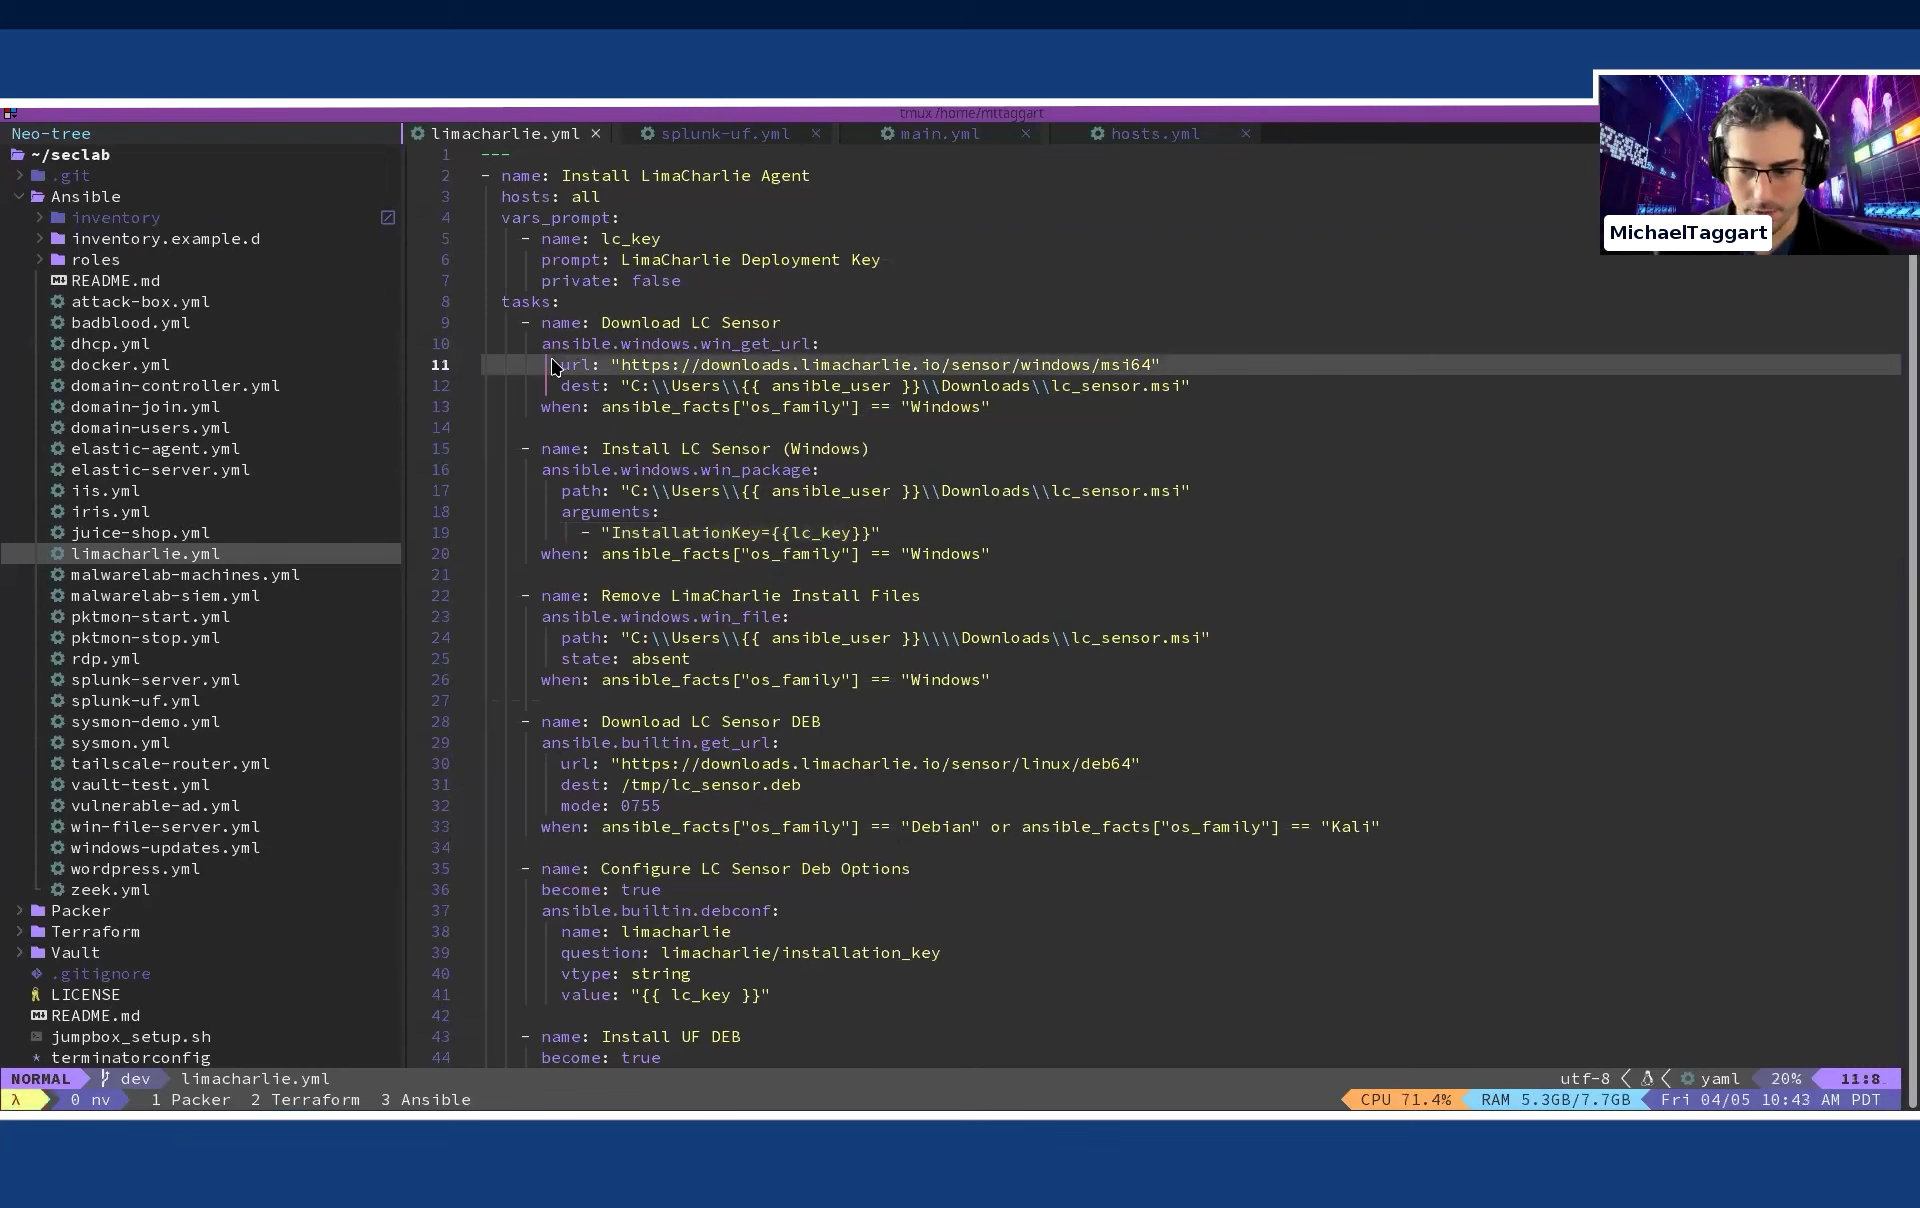 tmux /home/mttaggart
Neo-tree
~/seclab
.git
Ansible
inventory
inventory.example.d
roles
README.md
attack-box.yml
badblood.yml
dhcp.yml
docker.yml
domain-controller.yml
domain-join.yml
domain-users.yml
elastic-agent.yml
elastic-server.yml
iis.yml
iris.yml
juice-shop.yml
limacharlie.yml
malwarelab-machines.yml
malwarelab-siem.yml
pktmon-start.yml
pktmon-stop.yml
rdp.yml
splunk-server.yml
splunk-uf.yml
sysmon-demo.yml
sysmon.yml
tailscale-router.yml
vault-test.yml
vulnerable-ad.yml
win-file-server.yml
windows-updates.yml
wordpress.yml
zeek.yml
Packer
Terraform
Vault
.gitignore
LICENSE
README.md
jumpbox_setup.sh
* terminatorconfig
limacharlie.yml × splunk-uf.yml × main.yml × hosts.yml ×
1 ---
2 - name: Install LimaCharlie Agent
3 hosts: all
4 vars_prompt:
5 - name: lc_key
6 prompt: LimaCharlie Deployment Key
7 private: false
8 tasks:
9 - name: Download LC Sensor
10 ansible.windows.win_get_url:
11 url: "https://downloads.limacharlie.io/sensor/windows/msi64"
12 dest: "C:\\Users\\{{ ansible_user }}\\Downloads\\lc_sensor.msi"
13 when: ansible_facts["os_family"] == "Windows"
14
15 - name: Install LC Sensor (Windows)
16 ansible.windows.win_package:
17 path: "C:\\Users\\{{ ansible_user }}\\Downloads\\lc_sensor.msi"
18 arguments:
19 - "InstallationKey={{lc_key}}"
20 when: ansible_facts["os_family"] == "Windows"
21
22 - name: Remove LimaCharlie Install Files
23 ansible.windows.win_file:
24 path: "C:\\Users\\{{ ansible_user }}\\\\Downloads\\lc_sensor.msi"
25 state: absent
26 when: ansible_facts["os_family"] == "Windows"
27
28 - name: Download LC Sensor DEB
29 ansible.builtin.get_url:
30 url: "https://downloads.limacharlie.io/sensor/linux/deb64"
31 dest: /tmp/lc_sensor.deb
32 mode: 0755
33 when: ansible_facts["os_family"] == "Debian" or ansible_facts["os_family"] == "Kali"
34
35 - name: Configure LC Sensor Deb Options
36 become: true
37 ansible.builtin.debconf:
38 name: limacharlie
39 question: limacharlie/installation_key
40 vtype: string
41 value: "{{ lc_key }}"
42
43 - name: Install UF DEB
44 become: true
MichaelTaggart
NORMAL dev limacharlie.yml utf-8 yaml 20% 11:8
λ 0 nv 1 Packer 2 Terraform 3 Ansible CPU 71.4% RAM 5.3GB/7.7GB Fri 04/05 10:43 AM PDT